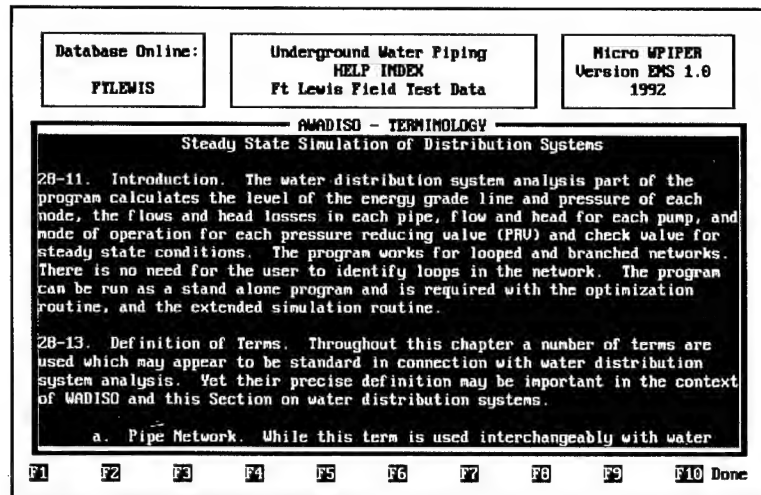 Database Online:
FTLEWIS
Underground Water Piping
HELP INDEX
Ft Lewis Field Test Data
Micro WPIPER
Version EMS 1.0
1992
AWADISO - TERMINOLOGY
Steady State Simulation of Distribution Systems
28-11. Introduction. The water distribution system analysis part of the
program calculates the level of the energy grade line and pressure of each
node, the flows and head losses in each pipe, flow and head for each pump, and
mode of operation for each pressure reducing valve (PRV) and check valve for
steady state conditions. The program works for looped and branched networks.
There is no need for the user to identify loops in the network. The program
can be run as a stand alone program and is required with the optimization
routine, and the extended simulation routine.
28-13. Definition of Terms. Throughout this chapter a number of terms are
used which may appear to be standard in connection with water distribution
system analysis. Yet their precise definition may be important in the context
of WADISO and this Section on water distribution systems.
a. Pipe Network. While this term is used interchangeably with water
F1 F2 F3 F4 F5 F6 F7 F8 F9 F10 Done